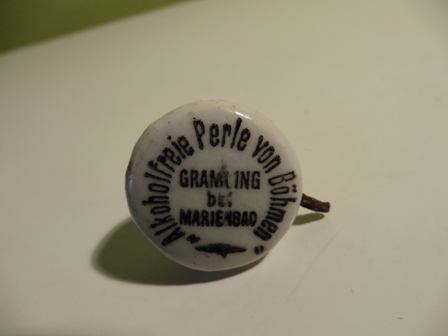 „Alkoholfreie Perle von Böhmen“
GRAMLING
bei
MARIENBAD